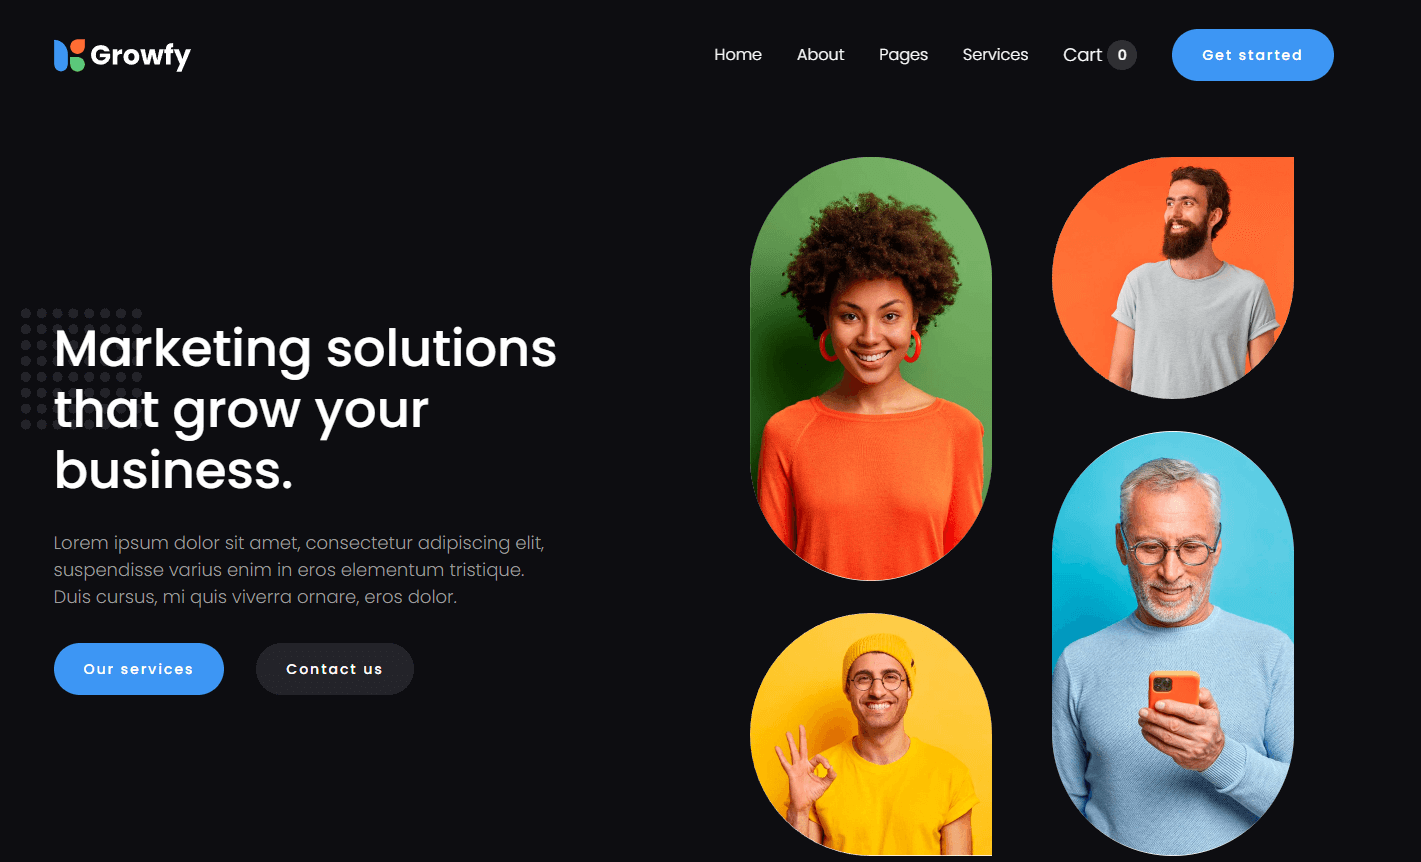 Growfy
Home About Pages Services Cart 0 Get started
Marketing solutions
that grow your
business.
Lorem ipsum dolor sit amet, consectetur adipiscing elit,
suspendisse varius enim in eros elementum tristique.
Duis cursus, mi quis viverra ornare, eros dolor.
Our services Contact us